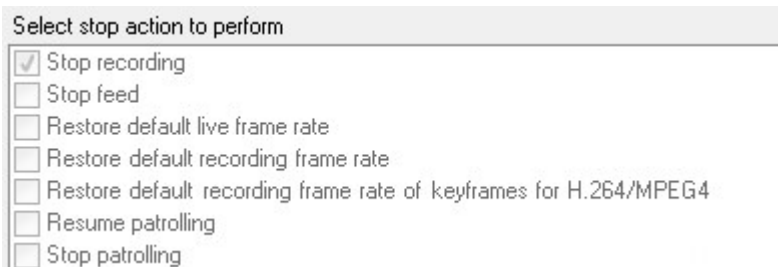 Select stop action to perform
Stop recording
Stop feed
Restore default live frame rate
Restore default recording frame rate
Restore default recording frame rate of keyframes for H.264/MPEG4
Resume patrolling
Stop patrolling